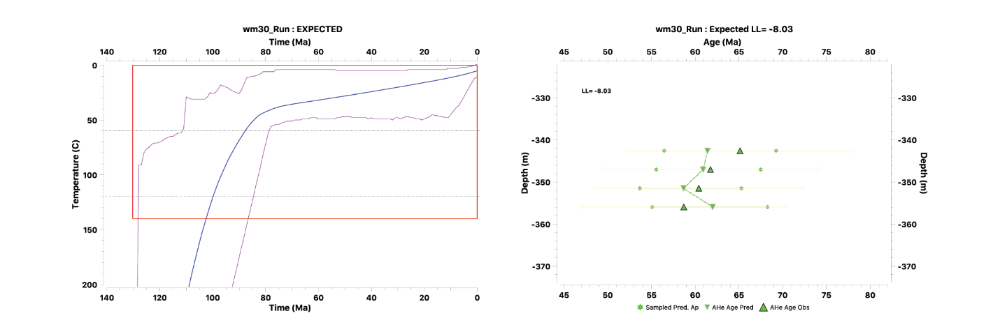 wm30_Run : EXPECTED
Time (Ma)
140 120 100 80 60 40 20 0
0
50
100
150
200
Temperature (C)
140 120 100 80 60 40 20 0
Time (Ma)
wm30_Run : Expected LL= -8.03
Age (Ma)
45 50 55 60 65 70 75 80
LL= -8.03
-330 -330
-340 -340
-350 -350
-360 -360
-370 -370
Depth (m)
Depth (m)
45 50 55 60 65 70 75 80
Sampled Pred. Ap AHe Age Pred AHe Age Obs